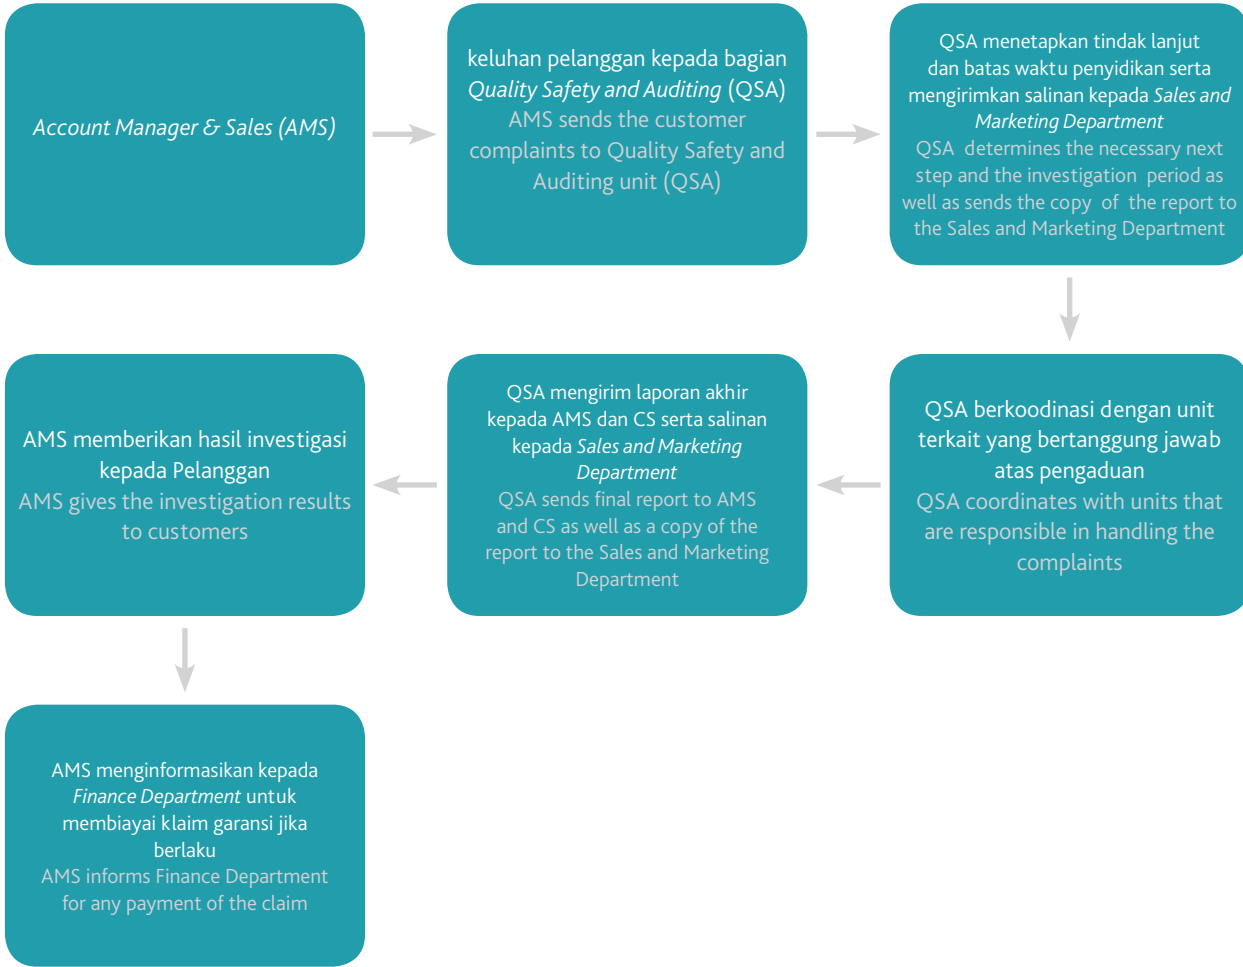 Account Manager & Sales (AMS)
keluhan pelanggan kepada bagian
Quality Safety and Auditing (QSA)
AMS sends the customer
complaints to Quality Safety and
Auditing unit (QSA)
QSA menetapkan tindak lanjut
dan batas waktu penyidikan serta
mengirimkan salinan kepada Sales and
Marketing Department
QSA determines the necessary next
step and the investigation period as
well as sends the copy of the report to
the Sales and Marketing Department
QSA berkoodinasi dengan unit
terkait yang bertanggung jawab
atas pengaduan
QSA coordinates with units that
are responsible in handling the
complaints
QSA mengirim laporan akhir
kepada AMS dan CS serta salinan
kepada Sales and Marketing
Department
QSA sends final report to AMS
and CS as well as a copy of the
report to the Sales and Marketing
Department
AMS memberikan hasil investigasi
kepada Pelanggan
AMS gives the investigation results
to customers
AMS menginformasikan kepada
Finance Department untuk
membiayai klaim garansi jika
berlaku
AMS informs Finance Department
for any payment of the claim